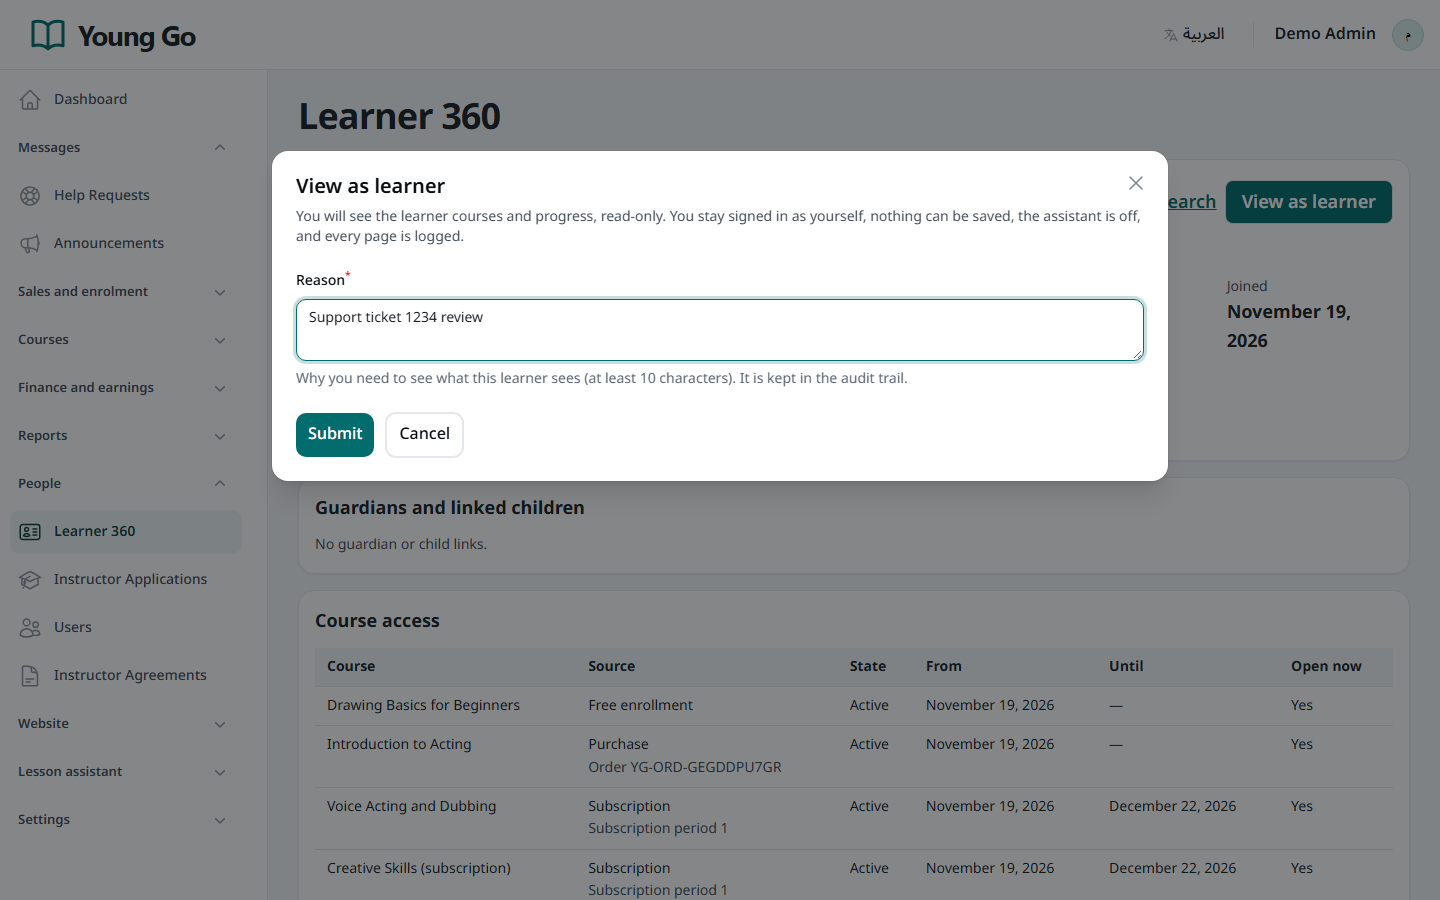 Young Go
العربية
Demo Admin
م
Dashboard
Messages
Help Requests
Announcements
Sales and enrolment
Courses
Finance and earnings
Reports
People
Learner 360
Instructor Applications
Users
Instructor Agreements
Website
Lesson assistant
Settings
Learner 360
earch
View as learner
Joined
November 19,
2026
View as learner
You will see the learner courses and progress, read-only. You stay signed in as yourself, nothing can be saved, the assistant is off,
and every page is logged.
Reason*
Support ticket 1234 review
Why you need to see what this learner sees (at least 10 characters). It is kept in the audit trail.
Submit
Cancel
Guardians and linked children
No guardian or child links.
Course access
Course Source State From Until Open now
Drawing Basics for Beginners Free enrollment Active November 19, 2026 — Yes
Introduction to Acting Purchase Active November 19, 2026 — Yes
Order YG-ORD-GEGDDPU7GR
Voice Acting and Dubbing Subscription Active November 19, 2026 December 22, 2026 Yes
Subscription period 1
Creative Skills (subscription) Subscription Active November 19, 2026 December 22, 2026 Yes
Subscription period 1